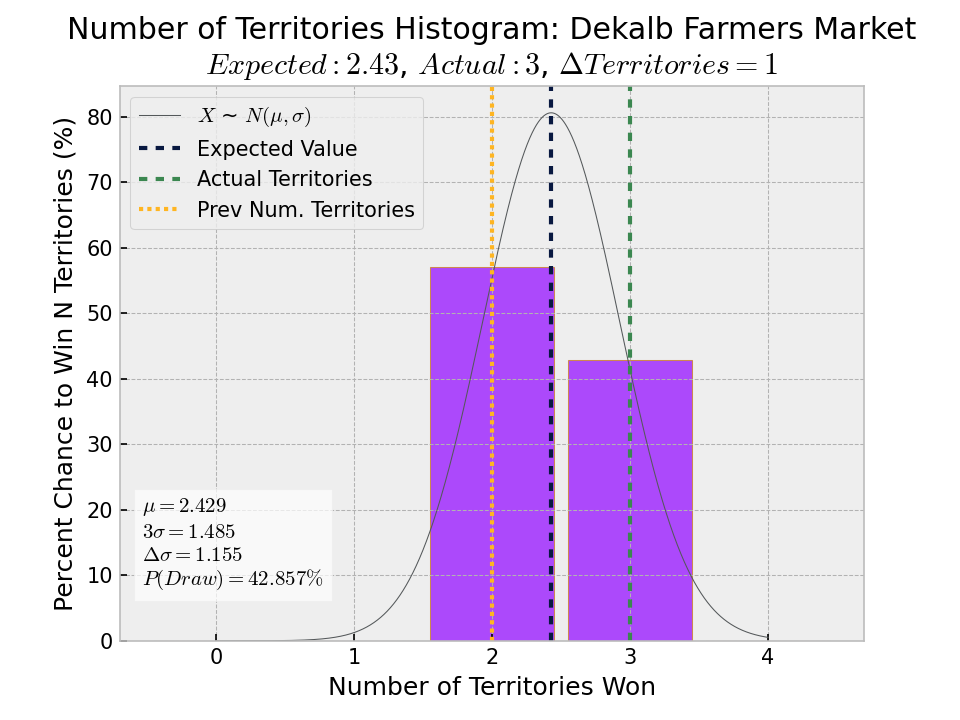 Number of Territories Histogram: Dekalb Farmers Market
Expected : 2.43, Actual : 3, ΔTerritories = 1
Percent Chance to Win N Territories (%)
80
70
60
50
40
30
20
10
0
X ~ N(μ, σ)
Expected Value
Actual Territories
Prev Num. Territories
μ = 2.429
3σ = 1.485
Δσ = 1.155
P(Draw) = 42.857%
0 1 2 3 4
Number of Territories Won